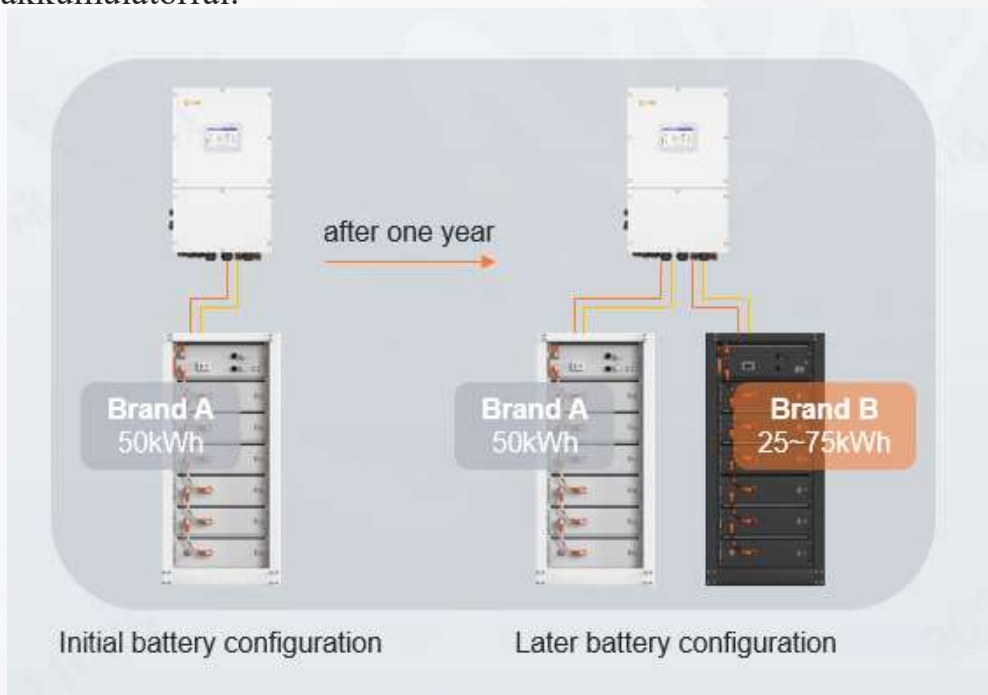 akkumulátorral.
after one year
Brand A
50kWh
Brand A
50kWh
Brand B
25~75kWh
Initial battery configuration
Later battery configuration